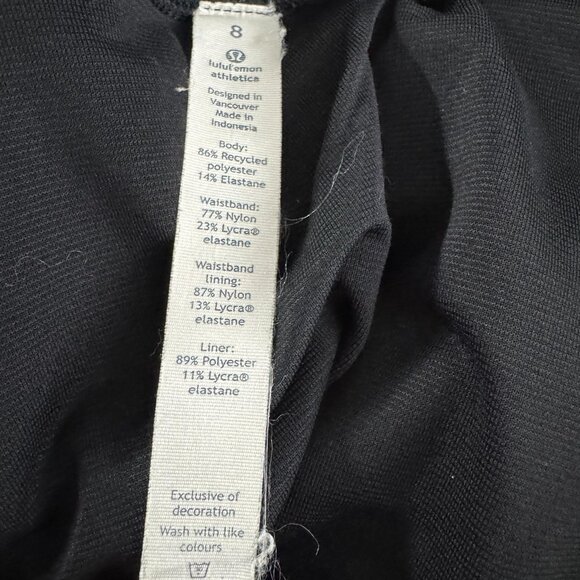 8
lululemon
athletica
Designed in
Vancouver
Made in
Indonesia
Body:
86% Recycled
polyester
14% Elastane
Waistband:
77% Nylon
23% Lycra®
elastane
Waistband
lining:
87% Nylon
13% Lycra®
elastane
Liner:
89% Polyester
11% Lycra®
elastane
Exclusive of
decoration
Wash with like
colours
30